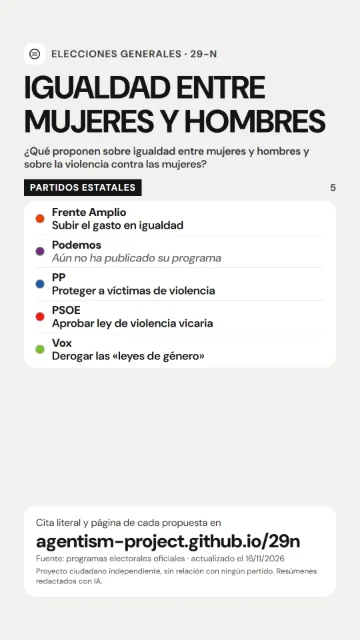 ELECCIONES GENERALES · 29-N
IGUALDAD ENTRE
MUJERES Y HOMBRES
¿Qué proponen sobre igualdad entre mujeres y hombres y
sobre la violencia contra las mujeres?
PARTIDOS ESTATALES 5
Frente Amplio
Subir el gasto en igualdad
Podemos
Aún no ha publicado su programa
PP
Proteger a víctimas de violencia
PSOE
Aprobar ley de violencia vicaria
Vox
Derogar las «leyes de género»
Cita literal y página de cada propuesta en
agentism-project.github.io/29n
Fuente: programas electorales oficiales · actualizado el 16/11/2026
Proyecto ciudadano independiente, sin relación con ningún partido. Resúmenes
redactados con IA.